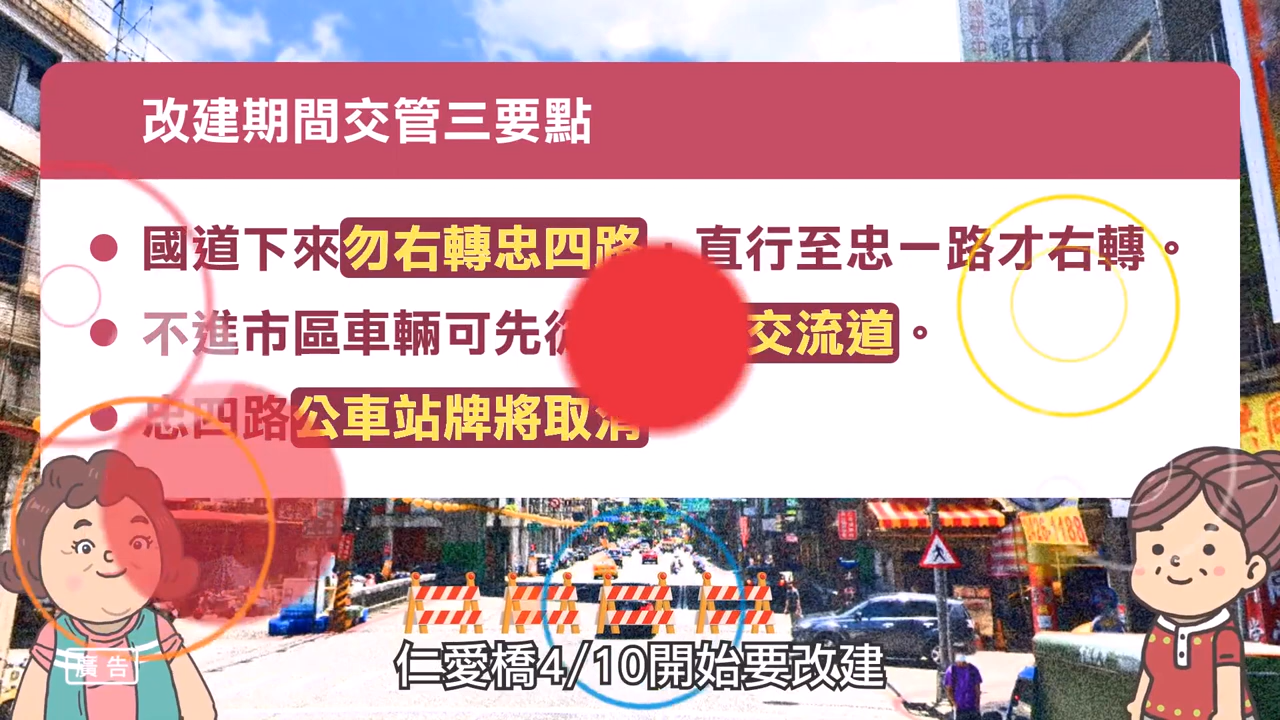 改建期間交管三要點
國道下來勿右轉忠四路，直行至忠一路才右轉。
不進市區車輛可先從 交流道。
忠四路公車站牌將取消
426-1188
廣告
仁愛橋4/10開始要改建